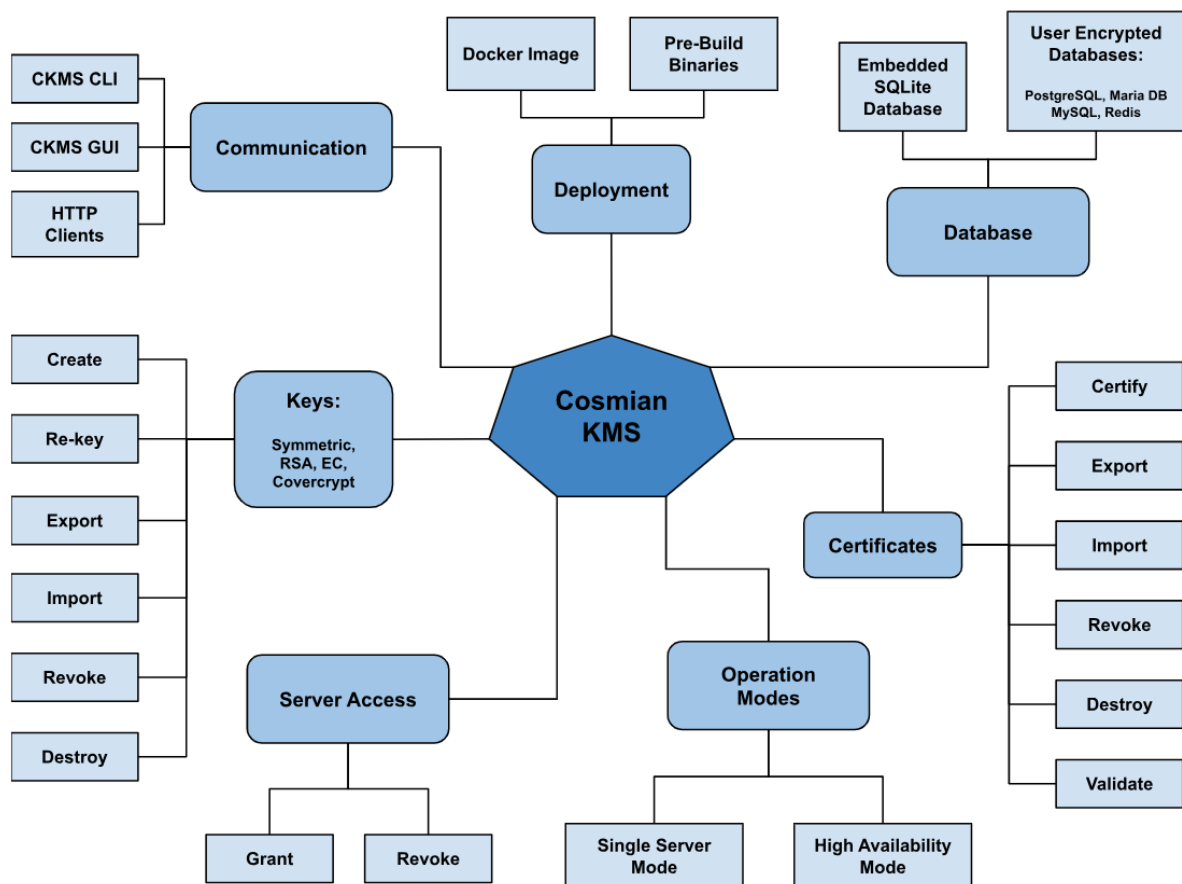 CKMS CLI
CKMS GUI
HTTP
Clients
Communication
Docker Image
Pre-Build
Binaries
Deployment
Embedded
SQLite
Database
User Encrypted
Databases:
PostgreSQL, Maria DB
MySQL, Redis
Database
Cosmian
KMS
Create
Re-key
Export
Import
Revoke
Destroy
Keys:
Symmetric,
RSA, EC,
Covercrypt
Certificates
Certify
Export
Import
Revoke
Destroy
Validate
Server Access
Grant
Revoke
Operation
Modes
Single Server
Mode
High Availability
Mode